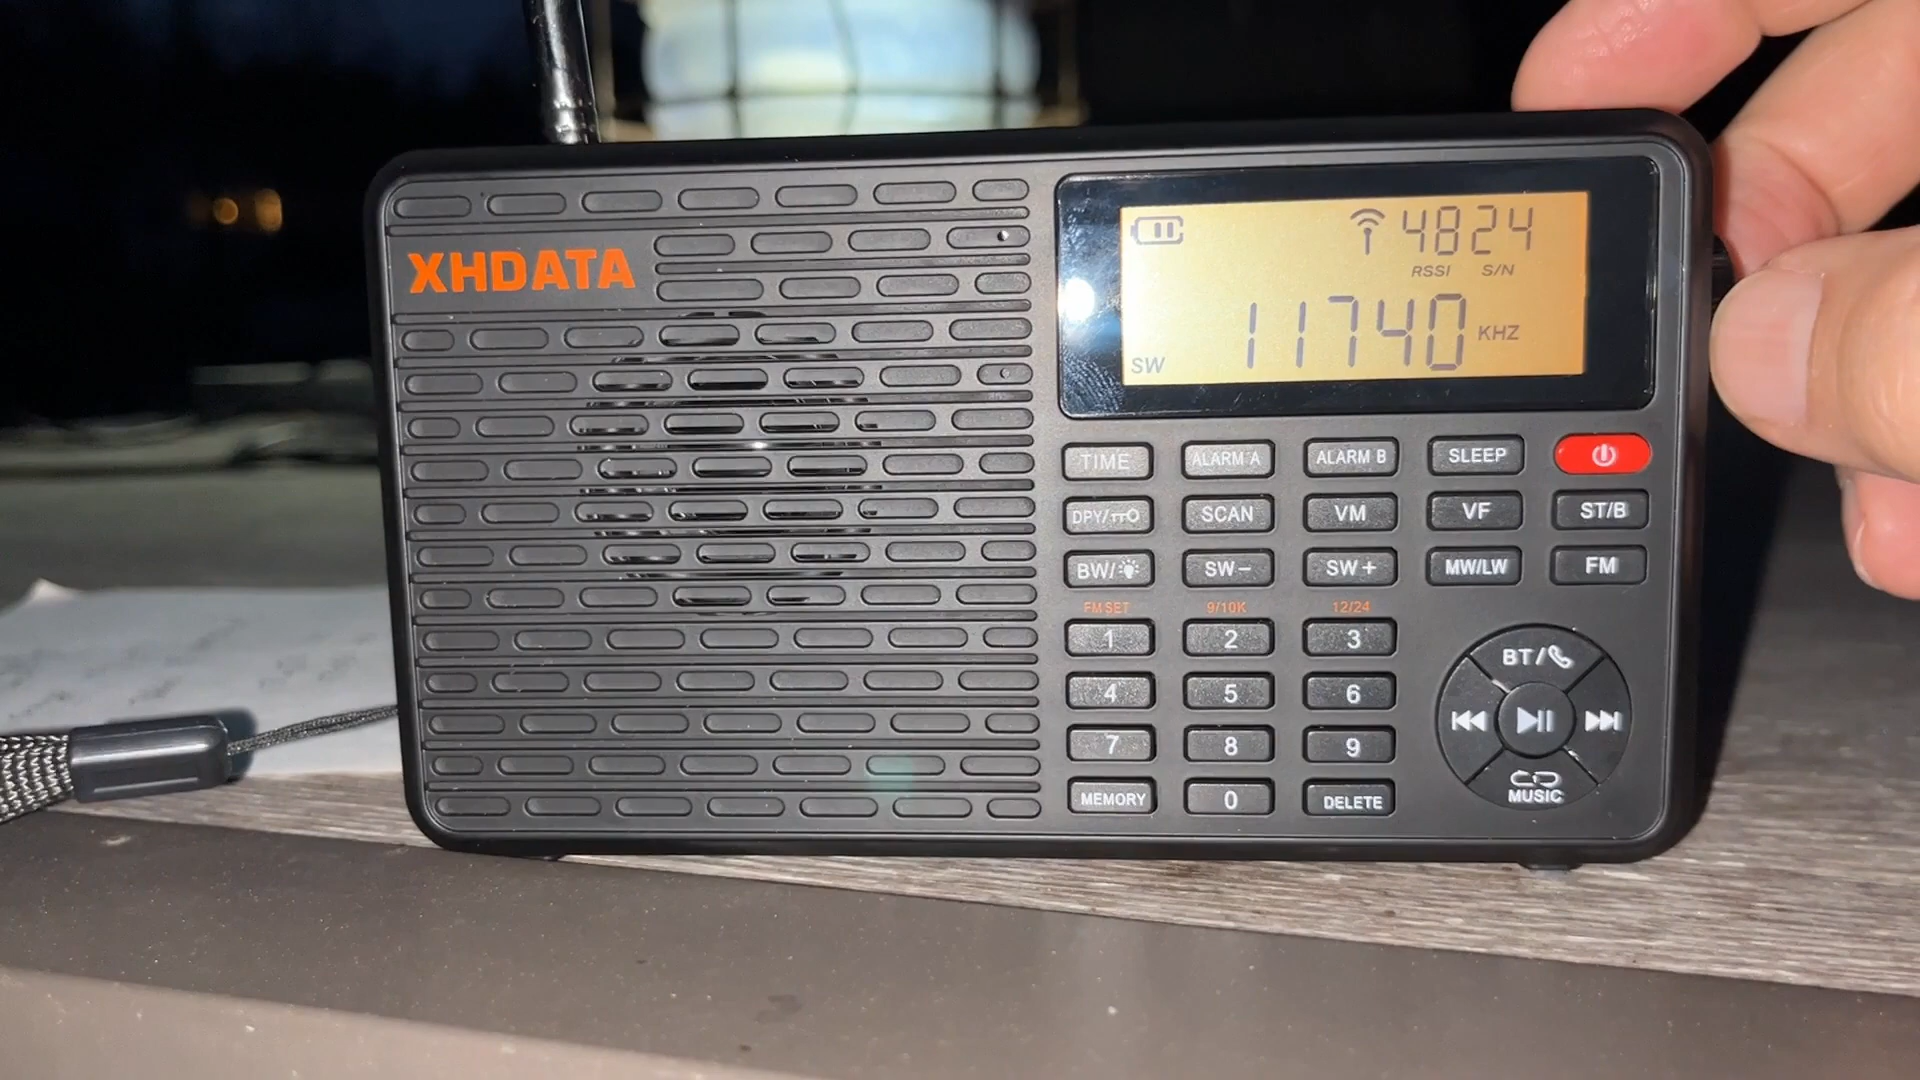 XHDATA
4824
RSSI S/N
11740 KHZ
SW
TIME ALARM A ALARM B SLEEP
DPY/ SCAN VM VF ST/B
BW/ SW- SW+ MW/LW FM
FM SET 9/10K 12/24
1 2 3
4 5 6
7 8 9
MEMORY 0 DELETE
BT/
MUSIC